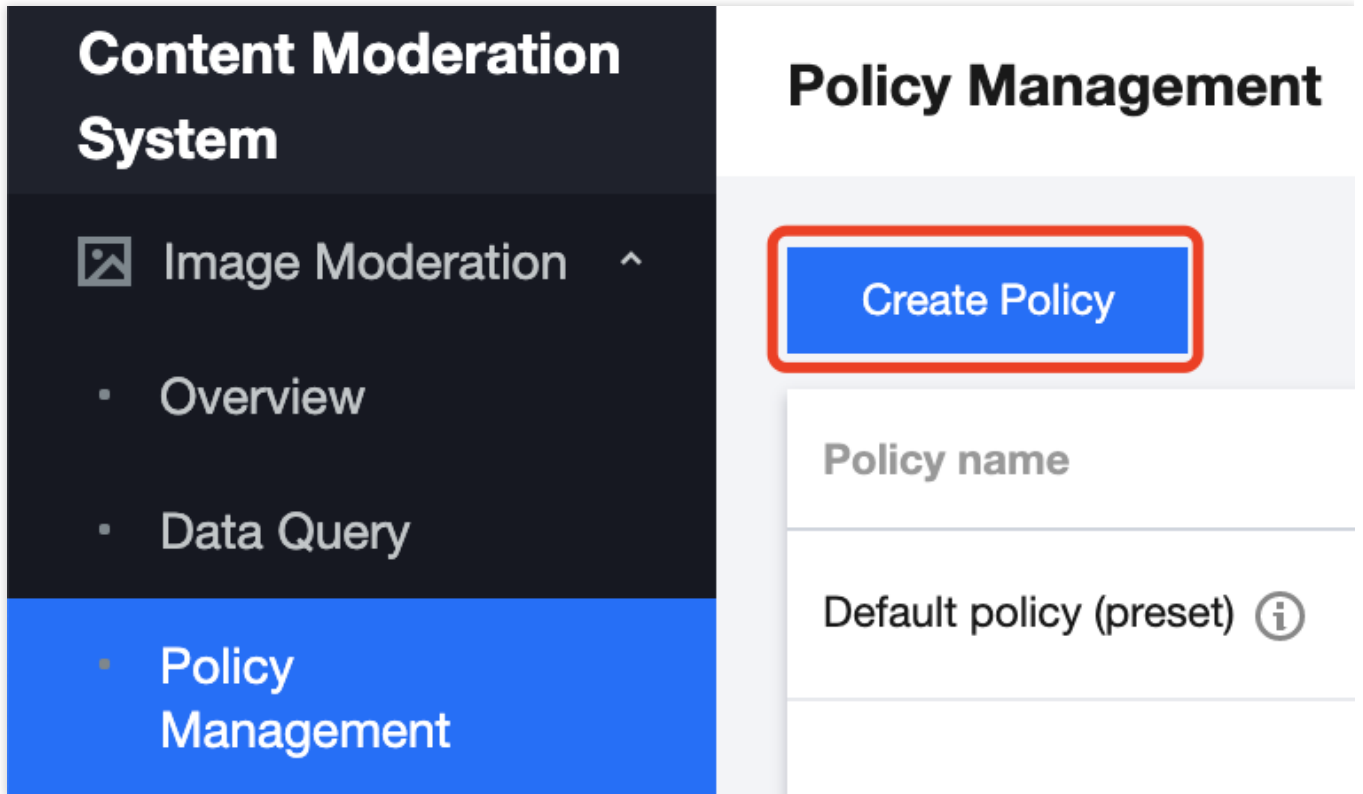 Content Moderation
System
Image Moderation
Overview
Data Query
Policy
Management
Policy Management
Create Policy
Policy name
Default policy (preset)